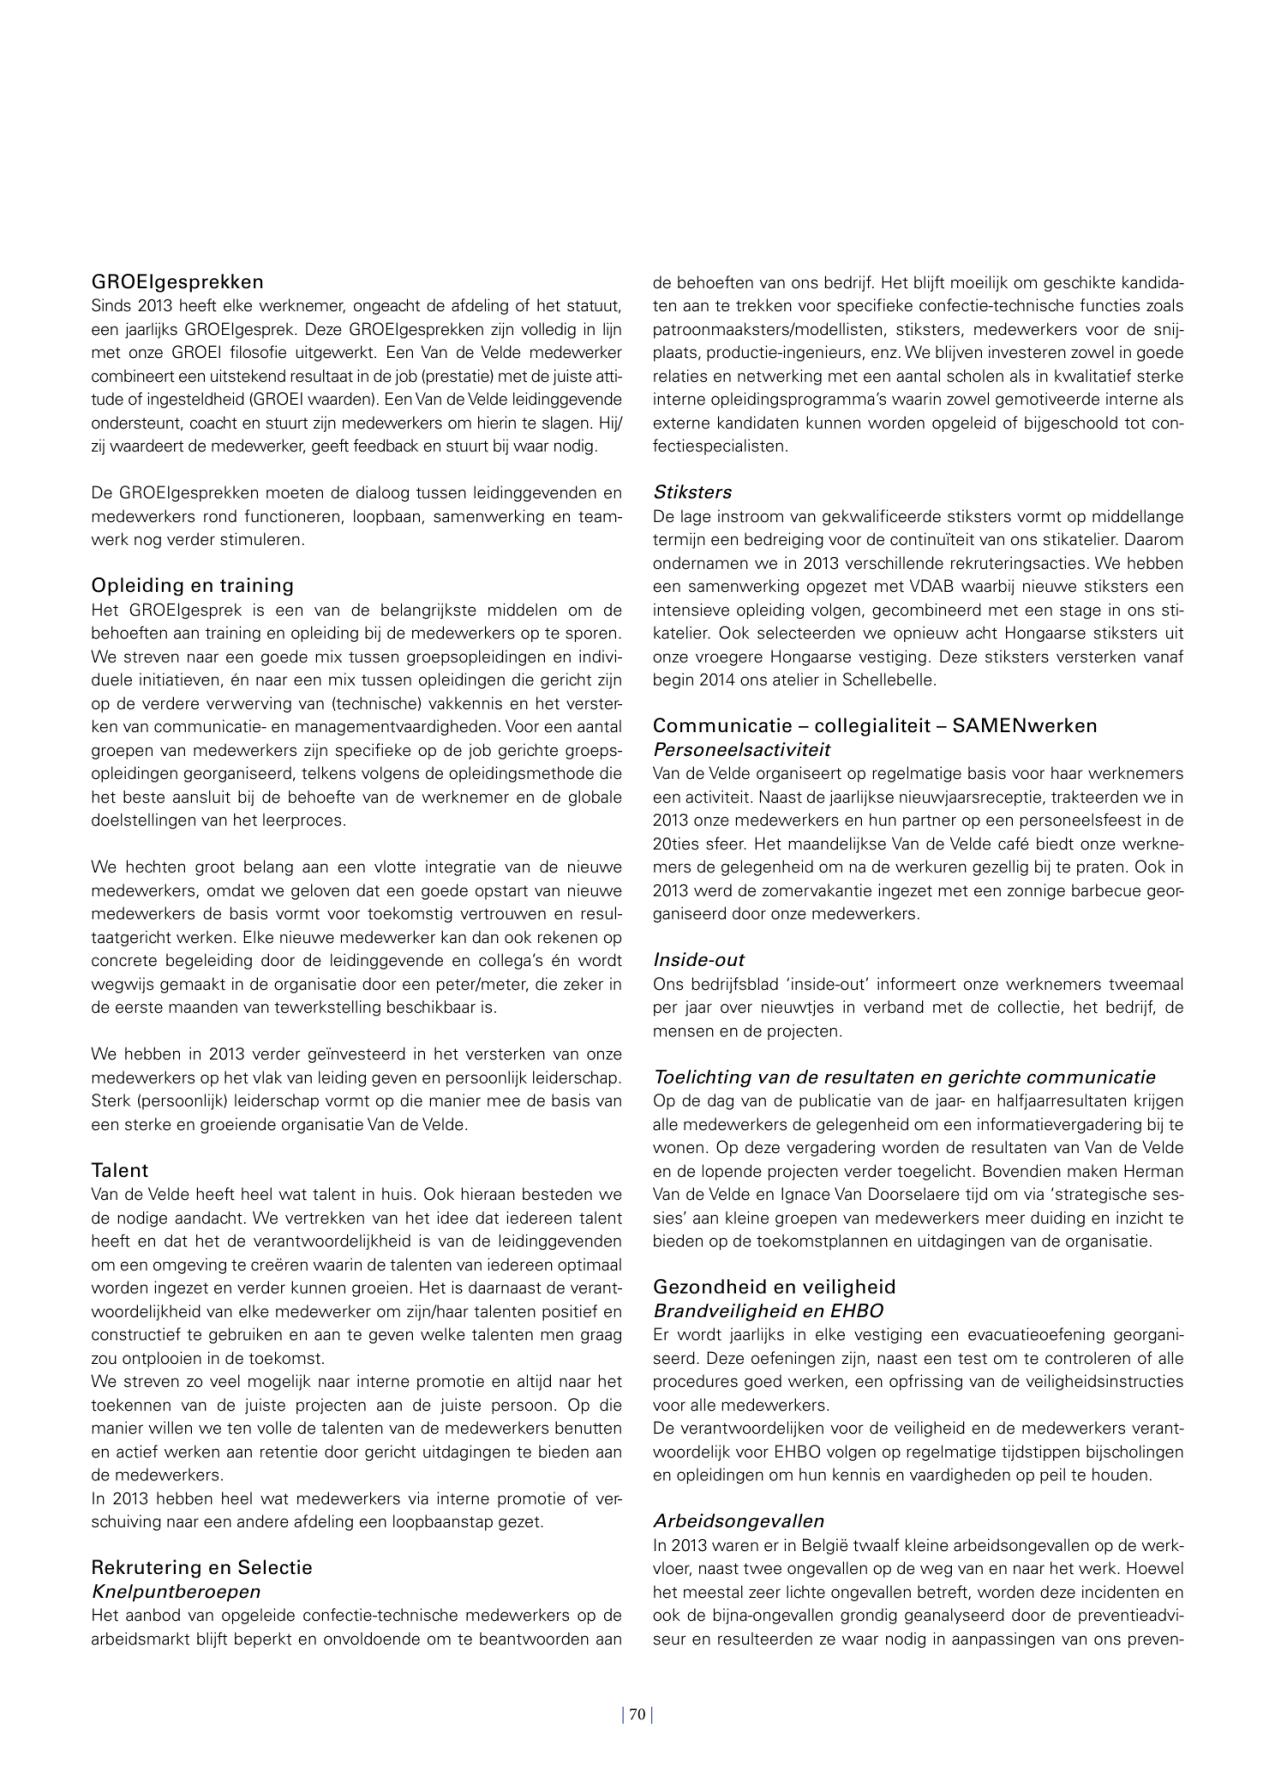 GROEIgesprekken
Sinds 2013 heeft elke werknemer, ongeacht de afdeling of het statuut,
een jaarlijks GROEIgesprek. Deze GROEIgesprekken zijn volledig in lijn
met onze GROEI filosofie uitgewerkt. Een Van de Velde medewerker
combineert een uitstekend resultaat in de job (prestatie) met de juiste atti-
tude of ingesteldheid (GROEI waarden). Een Van de Velde leidinggevende
ondersteunt, coacht en stuurt zijn medewerkers om hierin te slagen. Hij/
zij waardeert de medewerker, geeft feedback en stuurt bij waar nodig.

De GROEIgesprekken moeten de dialoog tussen leidinggevenden en
medewerkers rond functioneren, loopbaan, samenwerking en team-
werk nog verder stimuleren.

Opleiding en training
Het GROEIgesprek is een van de belangrijkste middelen om de
behoeften aan training en opleiding bij de medewerkers op te sporen.
We streven naar een goede mix tussen groepsopleidingen en indivi-
duele initiatieven, én naar een mix tussen opleidingen die gericht zijn
op de verdere verwerving van (technische) vakkennis en het verster-
ken van communicatie- en managementvaardigheden. Voor een aantal
groepen van medewerkers zijn specifieke op de job gerichte groeps-
opleidingen georganiseerd, telkens volgens de opleidingsmethode die
het beste aansluit bij de behoefte van de werknemer en de globale
doelstellingen van het leerproces.

We hechten groot belang aan een vlotte integratie van de nieuwe
medewerkers, omdat we geloven dat een goede opstart van nieuwe
medewerkers de basis vormt voor toekomstig vertrouwen en resul-
taatgericht werken. Elke nieuwe medewerker kan dan ook rekenen op
concrete begeleiding door de leidinggevende en collega's én wordt
wegwijs gemaakt in de organisatie door een peter/meter, die zeker in
de eerste maanden van tewerkstelling beschikbaar is.

We hebben in 2013 verder geïnvesteerd in het versterken van onze
medewerkers op het vlak van leiding geven en persoonlijk leiderschap.
Sterk (persoonlijk) leiderschap vormt op die manier mee de basis van
een sterke en groeiende organisatie Van de Velde.

Talent
Van de Velde heeft heel wat talent in huis. Ook hieraan besteden we
de nodige aandacht. We vertrekken van het idee dat iedereen talent
heeft en dat het de verantwoordelijkheid is van de leidinggevenden
om een omgeving te creëren waarin de talenten van iedereen optimaal
worden ingezet en verder kunnen groeien. Het is daarnaast de verant-
woordelijkheid van elke medewerker om zijn/haar talenten positief en
constructief te gebruiken en aan te geven welke talenten men graag
zou ontplooien in de toekomst.
We streven zo veel mogelijk naar interne promotie en altijd naar het
toekennen van de juiste projecten aan de juiste persoon. Op die
manier willen we ten volle de talenten van de medewerkers benutten
en actief werken aan retentie door gericht uitdagingen te bieden aan
de medewerkers.
In 2013 hebben heel wat medewerkers via interne promotie of ver-
schuiving naar een andere afdeling een loopbaanstap gezet.

Rekrutering en Selectie
Knelpuntberoepen
Het aanbod van opgeleide confectie-technische medewerkers op de
arbeidsmarkt blijft beperkt en onvoldoende om te beantwoorden aan
de behoeften van ons bedrijf. Het blijft moeilijk om geschikte kandida-
ten aan te trekken voor specifieke confectie-technische functies zoals
patroonmaaksters/modellisten, stiksters, medewerkers voor de snij-
plaats, productie-ingenieurs, enz. We blijven investeren zowel in goede
relaties en netwerking met een aantal scholen als in kwalitatief sterke
interne opleidingsprogramma's waarin zowel gemotiveerde interne als
externe kandidaten kunnen worden opgeleid of bijgeschoold tot con-
fectiespecialisten.

Stiksters
De lage instroom van gekwalificeerde stiksters vormt op middellange
termijn een bedreiging voor de continuïteit van ons stikatelier. Daarom
ondernamen we in 2013 verschillende rekruteringsacties. We hebben
een samenwerking opgezet met VDAB waarbij nieuwe stiksters een
intensieve opleiding volgen, gecombineerd met een stage in ons sti-
katelier. Ook selecteerden we opnieuw acht Hongaarse stiksters uit
onze vroegere Hongaarse vestiging. Deze stiksters versterken vanaf
begin 2014 ons atelier in Schellebelle.

Communicatie – collegialiteit – SAMENwerken
Personeelsactiviteit
Van de Velde organiseert op regelmatige basis voor haar werknemers
een activiteit. Naast de jaarlijkse nieuwjaarsreceptie, trakteerden we in
2013 onze medewerkers en hun partner op een personeelsfeest in de
20ties sfeer. Het maandelijkse Van de Velde café biedt onze werkne-
mers de gelegenheid om na de werkuren gezellig bij te praten. Ook in
2013 werd de zomervakantie ingezet met een zonnige barbecue geor-
ganiseerd door onze medewerkers.

Inside-out
Ons bedrijfsblad ‘inside-out’ informeert onze werknemers tweemaal
per jaar over nieuwtjes in verband met de collectie, het bedrijf, de
mensen en de projecten.

Toelichting van de resultaten en gerichte communicatie
Op de dag van de publicatie van de jaar- en halfjaarresultaten krijgen
alle medewerkers de gelegenheid om een informatievergadering bij te
wonen. Op deze vergadering worden de resultaten van Van de Velde
en de lopende projecten verder toegelicht. Bovendien maken Herman
Van de Velde en Ignace Van Doorselaere tijd om via ‘strategische ses-
sies’ aan kleine groepen van medewerkers meer duiding en inzicht te
bieden op de toekomstplannen en uitdagingen van de organisatie.

Gezondheid en veiligheid
Brandveiligheid en EHBO
Er wordt jaarlijks in elke vestiging een evacuatieoefening georgani-
seerd. Deze oefeningen zijn, naast een test om te controleren of alle
procedures goed werken, een opfrissing van de veiligheidsinstructies
voor alle medewerkers.
De verantwoordelijken voor de veiligheid en de medewerkers verant-
woordelijk voor EHBO volgen op regelmatige tijdstippen bijscholingen
en opleidingen om hun kennis en vaardigheden op peil te houden.

Arbeidsongevallen
In 2013 waren er in België twaalf kleine arbeidsongevallen op de werk-
vloer, naast twee ongevallen op de weg van en naar het werk. Hoewel
het meestal zeer lichte ongevallen betreft, worden deze incidenten en
ook de bijna-ongevallen grondig geanalyseerd door de preventieadvi-
seur en resulteerden ze waar nodig in aanpassingen van ons preven-
| 70 |